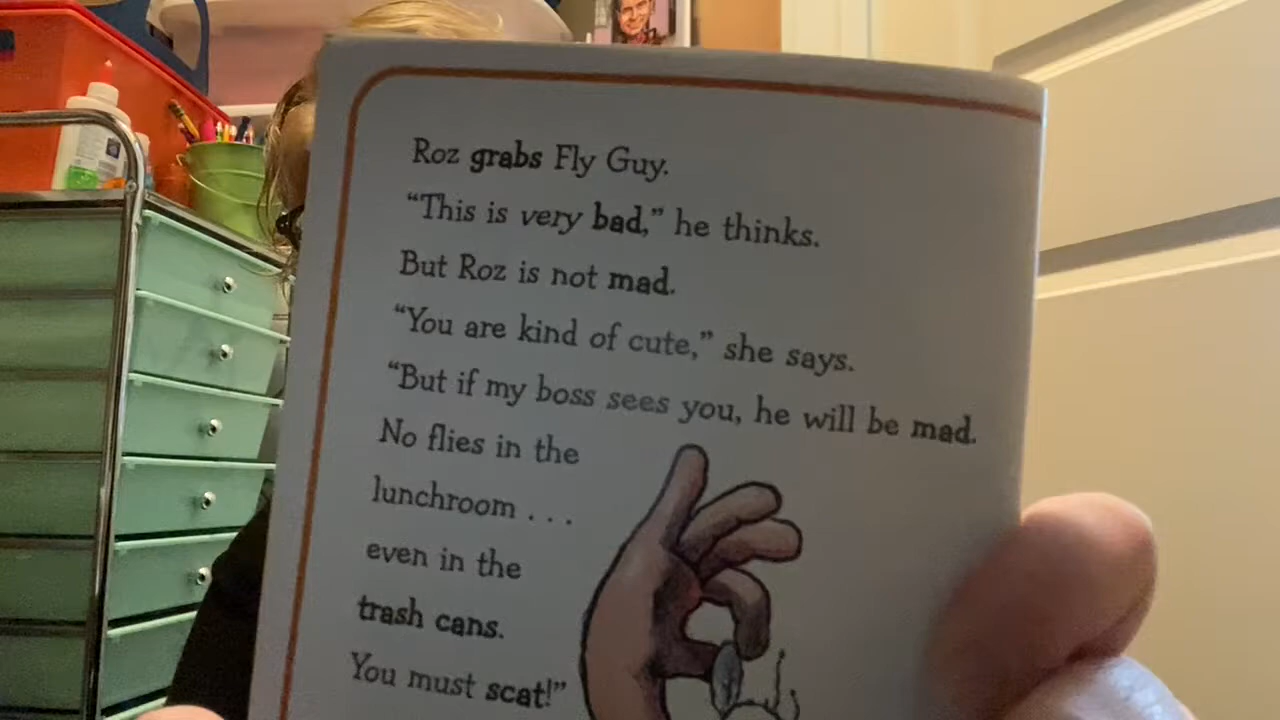 Roz grabs Fly Guy.
“This is very bad,” he thinks.
But Roz is not mad.
“You are kind of cute,” she says.
“But if my boss sees you, he will be mad.
No flies in the
lunchroom . . .
even in the
trash cans.
You must scat!”